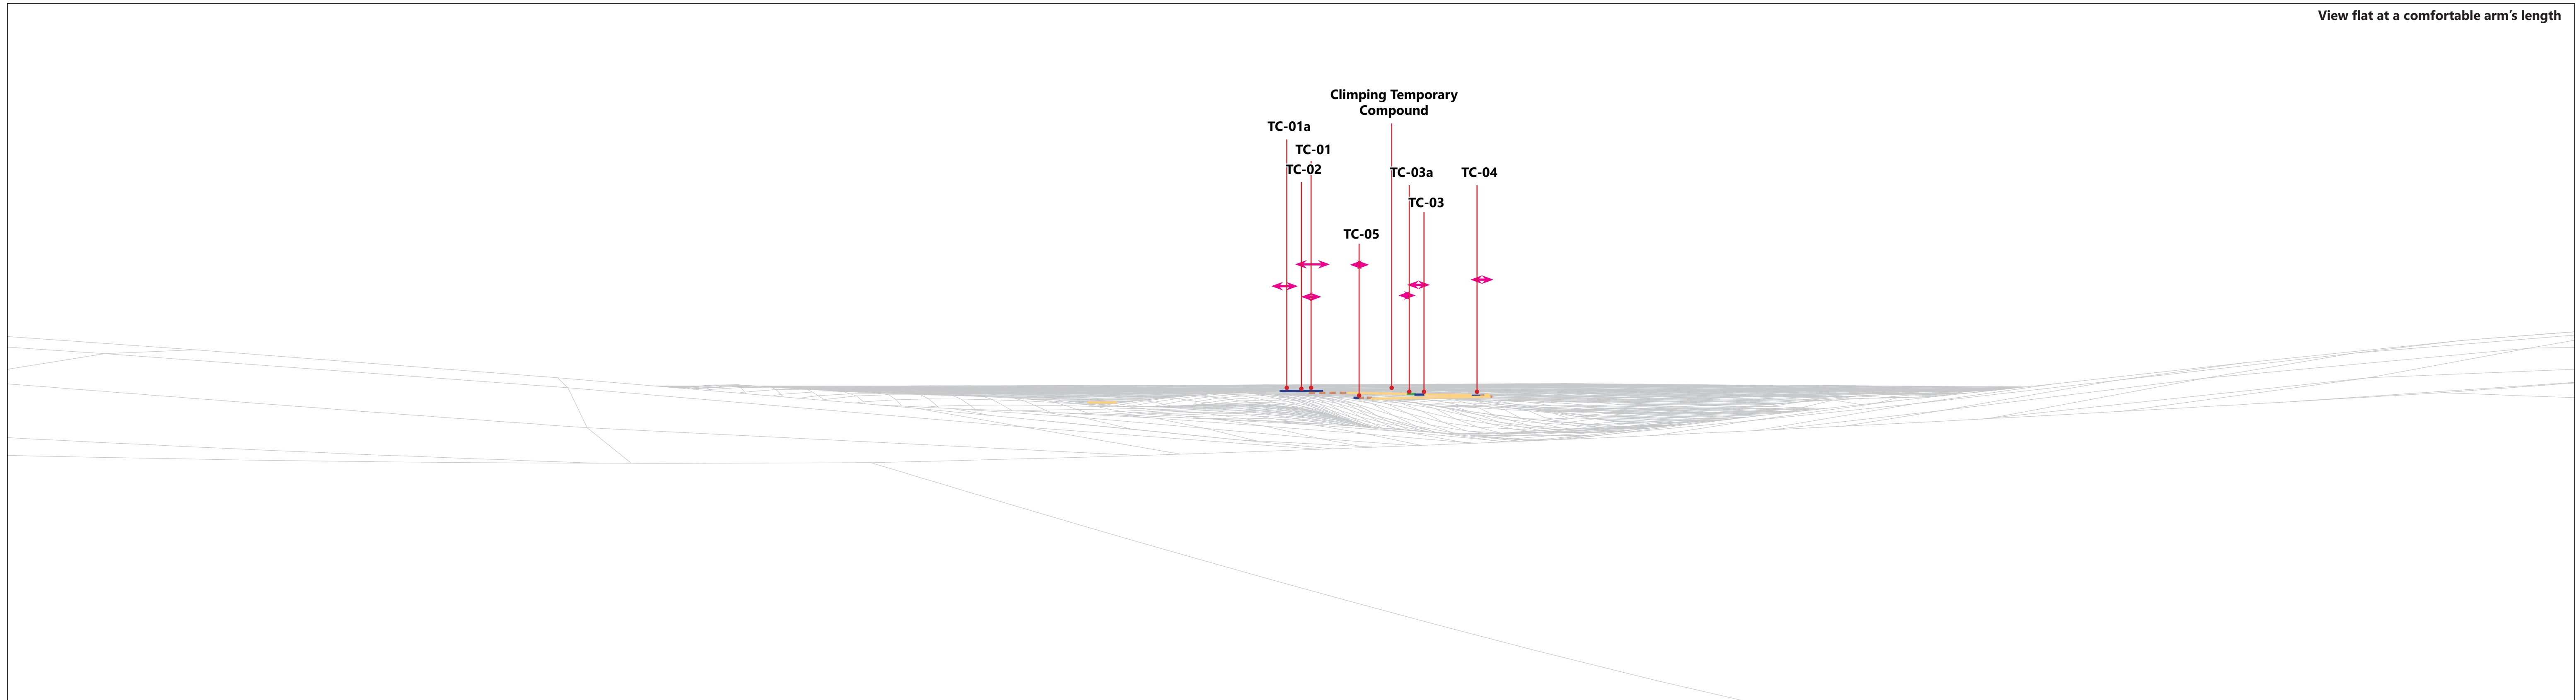 View flat at a comfortable arm's length
Climping Temporary
Compound
TC-01a
TC-01
TC-02
TC-03a
TC-04
TC-03
TC-05